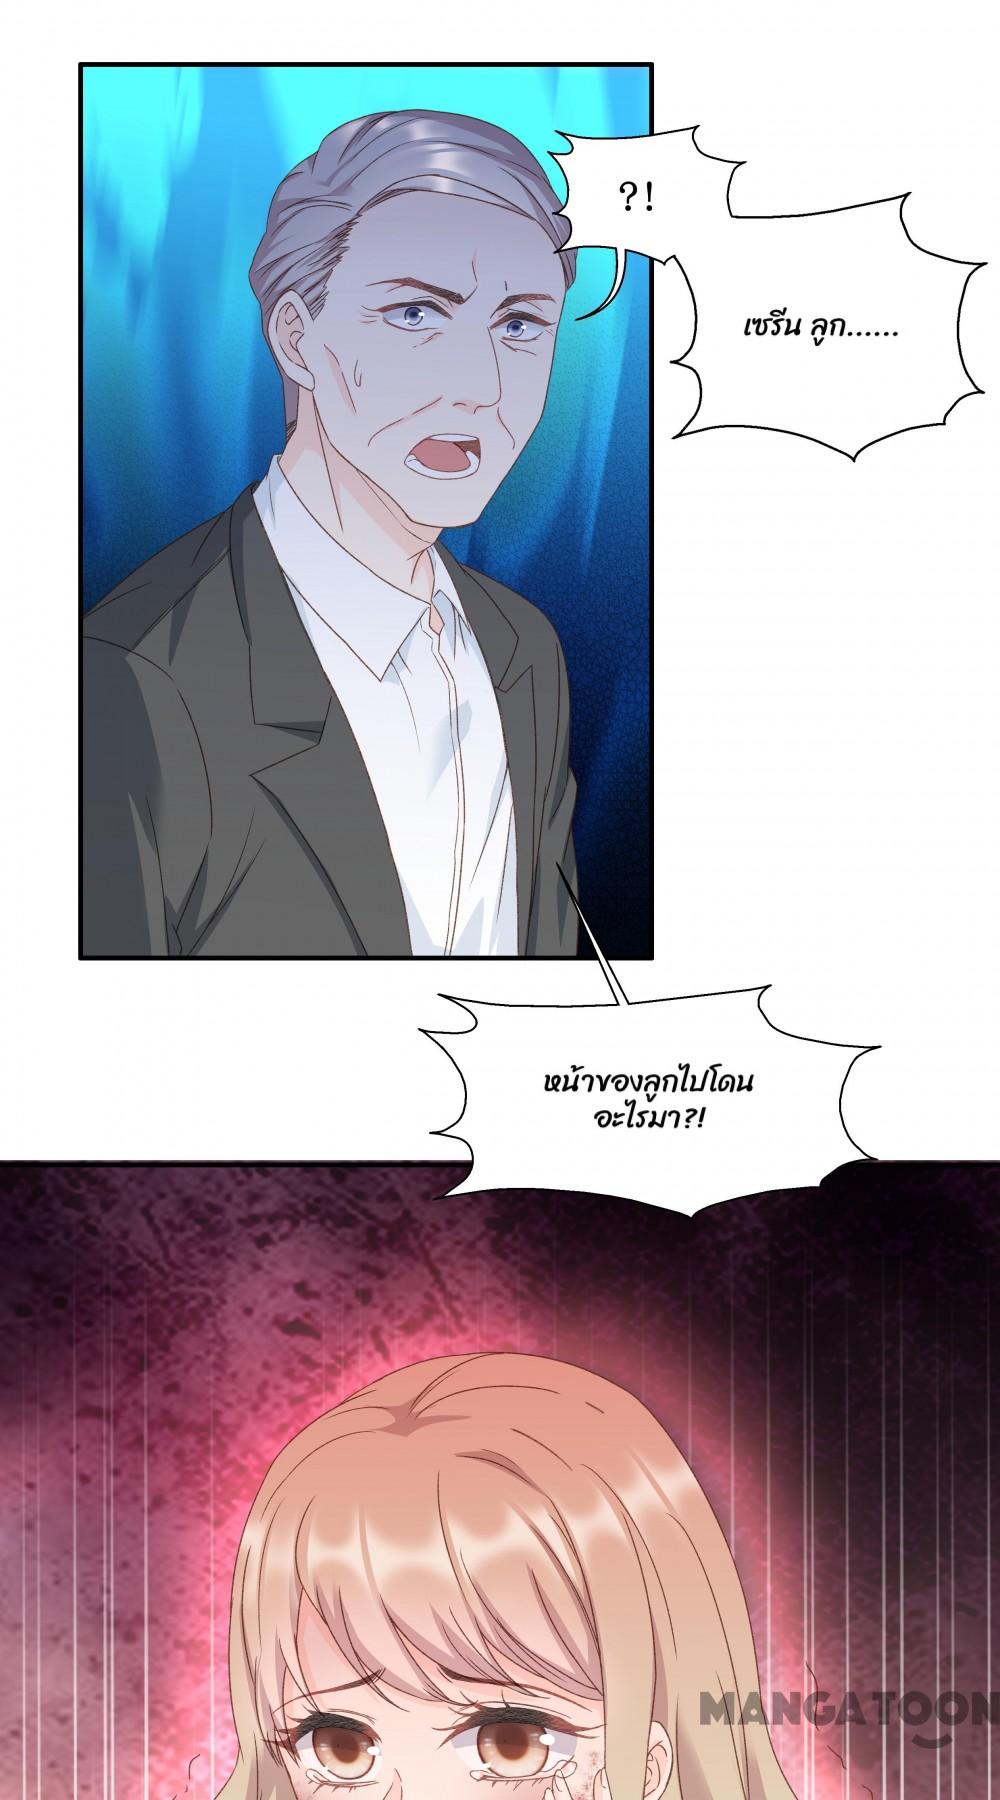 ?!
เซรีน ลูก......
หน้าของลูกไปโดน
อะไรมา?!
MANGATOON